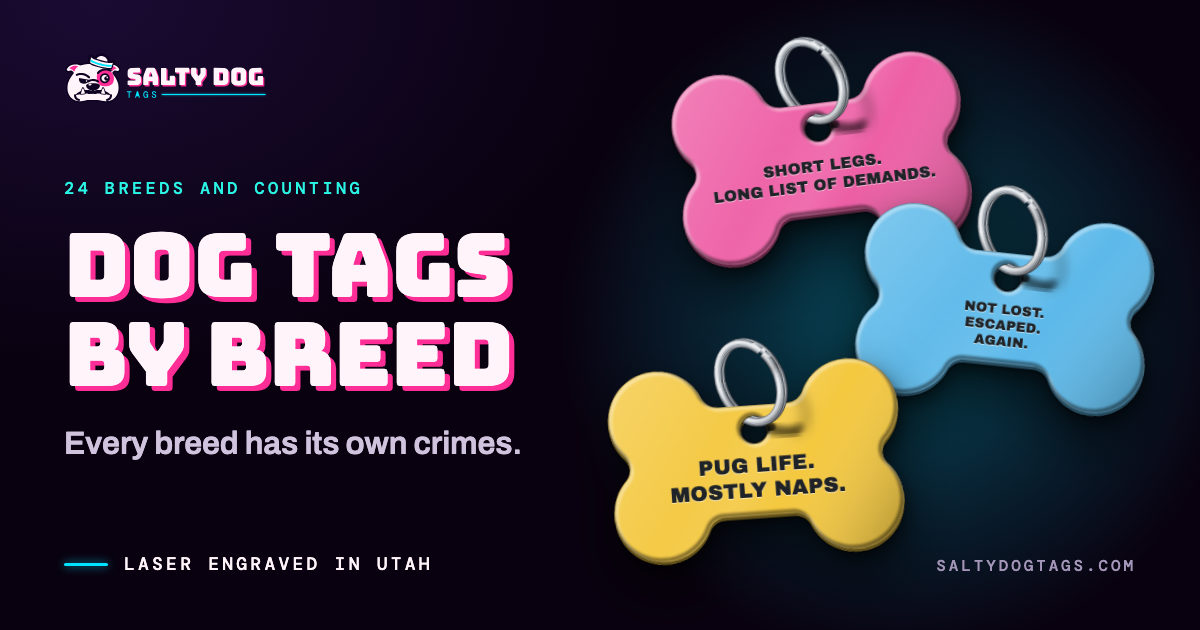 SALTY DOG
TAGS
24 BREEDS AND COUNTING
DOG TAGS
BY BREED
Every breed has its own crimes.
LASER ENGRAVED IN UTAH
SHORT LEGS.
LONG LIST OF DEMANDS.
NOT LOST.
ESCAPED.
AGAIN.
PUG LIFE.
MOSTLY NAPS.
SALTYDOGTAGS.COM